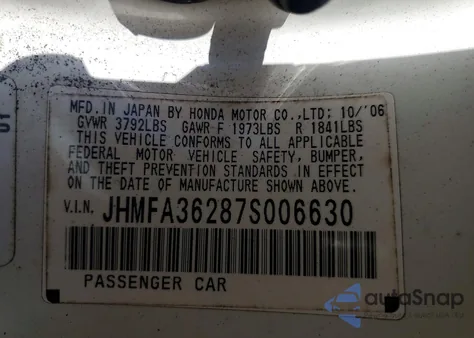 MFD. IN JAPAN BY HONDA MOTOR CO.,LTD; 10/'06
GVWR 3792LBS GAWR F 1973LBS R 1841LBS
THIS VEHICLE CONFORMS TO ALL APPLICABLE
FEDERAL MOTOR VEHICLE SAFETY, BUMPER,
AND THEFT PREVENTION STANDARDS IN EFFECT
ON THE DATE OF MANUFACTURE SHOWN ABOVE.
V.I.N. JHMFA36287S006630
PASSENGER CAR
autoSnap